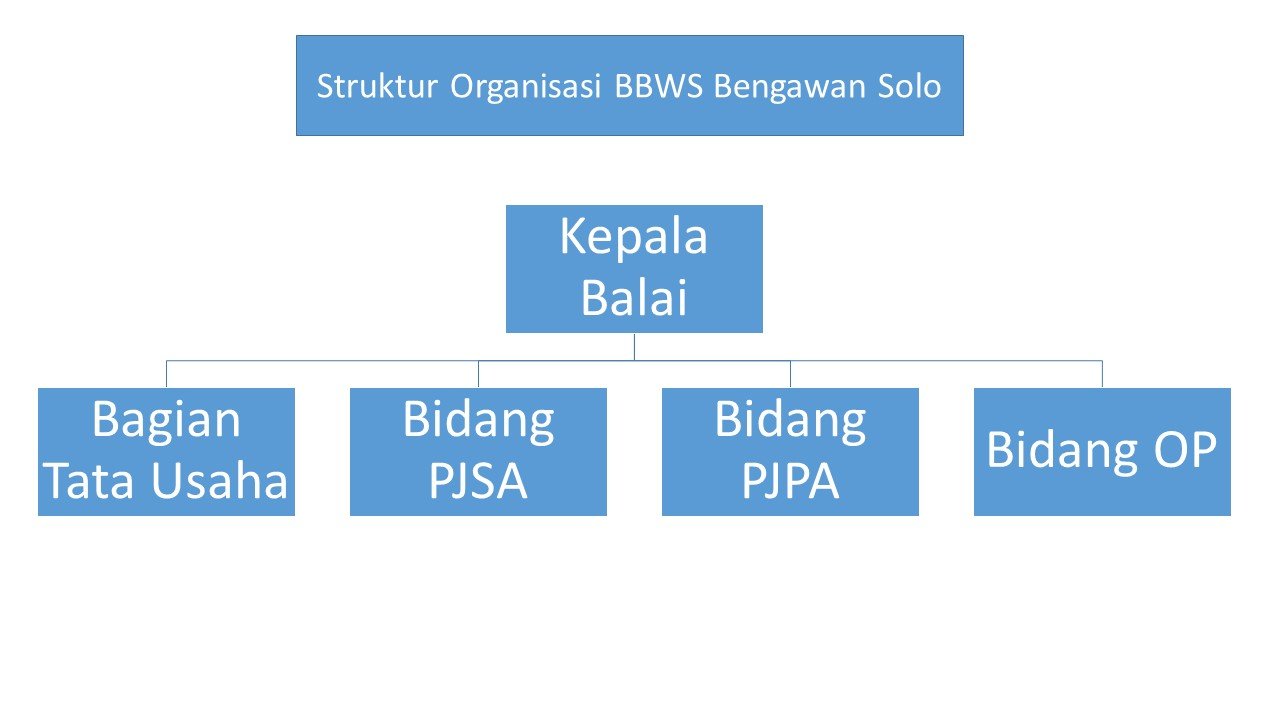 Struktur Organisasi BBWS Bengawan Solo
Kepala
Balai
Bagian
Tata Usaha
Bidang
PJSA
Bidang
PJPA
Bidang OP